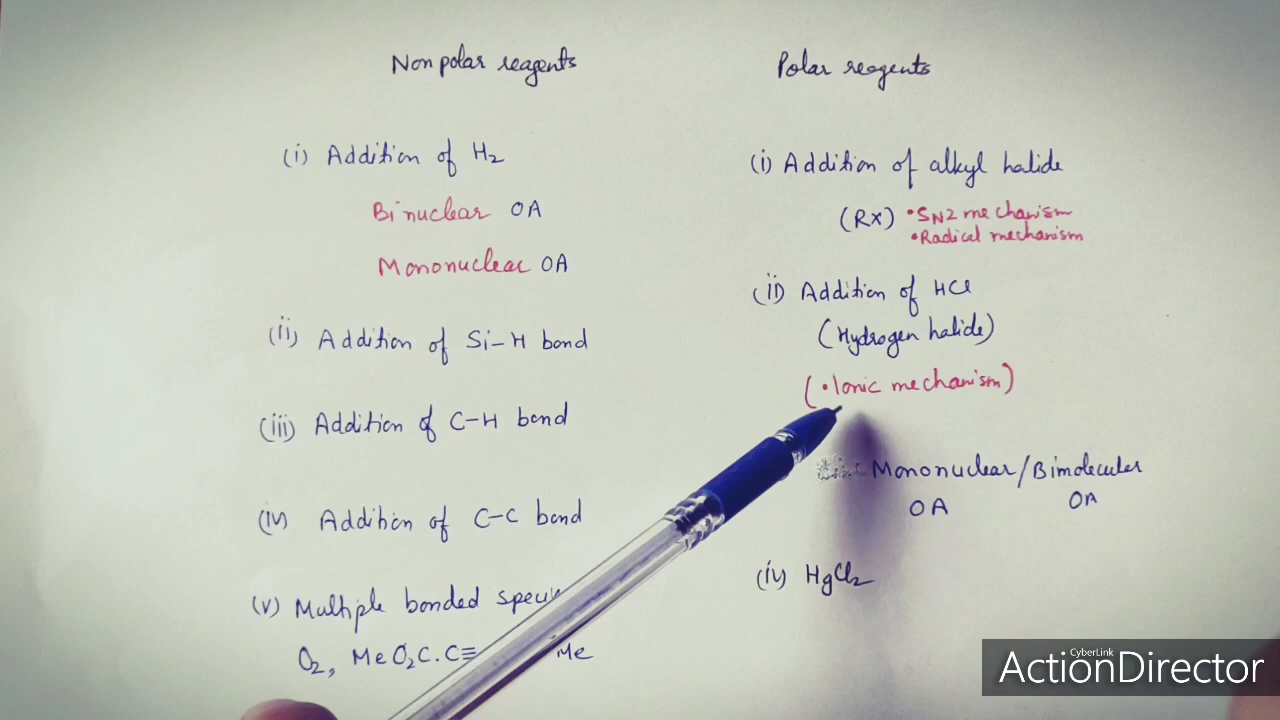 Nonpolar reagents
(i) Addition of H2
Binuclear OA
Mononuclear OA
(ii) Addition of Si-H bond
(iii) Addition of C-H bond
(iv) Addition of C-C bond
(v) Multiple bonded
O2, MeO2C.C≡ Me
Polar reagents
(i) Addition of alkyl halide
(RX) •SN2 mechanism
•Radical mechanism
(ii) Addition of HCl
(Hydrogen halide)
(•Ionic mechanism)
Mononuclear/Bimolecular
OA OA
(iv) HgCl2
CyberLink
ActionDirector